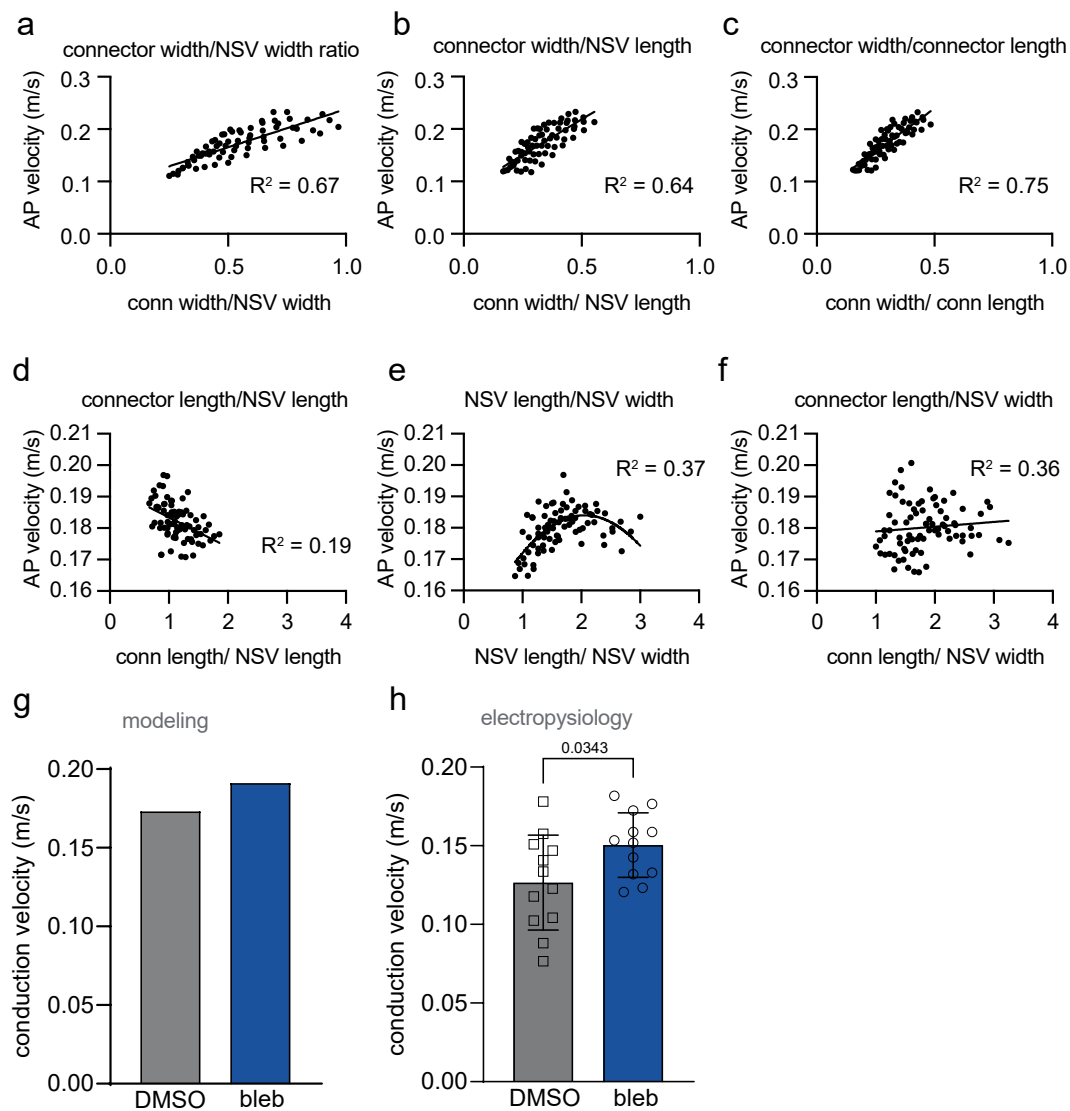 a
connector width/NSV width ratio
AP velocity (m/s)
0.3
0.2
0.1
0.0
R² = 0.67
0.0 0.5 1.0
conn width/NSV width
b
connector width/NSV length
AP velocity (m/s)
0.3
0.2
0.1
0.0
R² = 0.64
0.0 0.5 1.0
conn width/ NSV length
c
connector width/connector length
AP velocity (m/s)
0.3
0.2
0.1
0.0
R² = 0.75
0.0 0.5 1.0
conn width/ conn length
d
connector length/NSV length
AP velocity (m/s)
0.21
0.20
0.19
0.18
0.17
0.16
R² = 0.19
0 1 2 3 4
conn length/ NSV length
e
NSV length/NSV width
AP velocity (m/s)
0.21
0.20
0.19
0.18
0.17
0.16
R² = 0.37
0 1 2 3 4
NSV length/ NSV width
f
connector length/NSV width
AP velocity (m/s)
0.21
0.20
0.19
0.18
0.17
0.16
R² = 0.36
0 1 2 3 4
conn length/ NSV width
g
modeling
conduction velocity (m/s)
0.20
0.15
0.10
0.05
0.00
DMSO bleb
h
electropysiology
0.0343
conduction velocity (m/s)
0.20
0.15
0.10
0.05
0.00
DMSO bleb